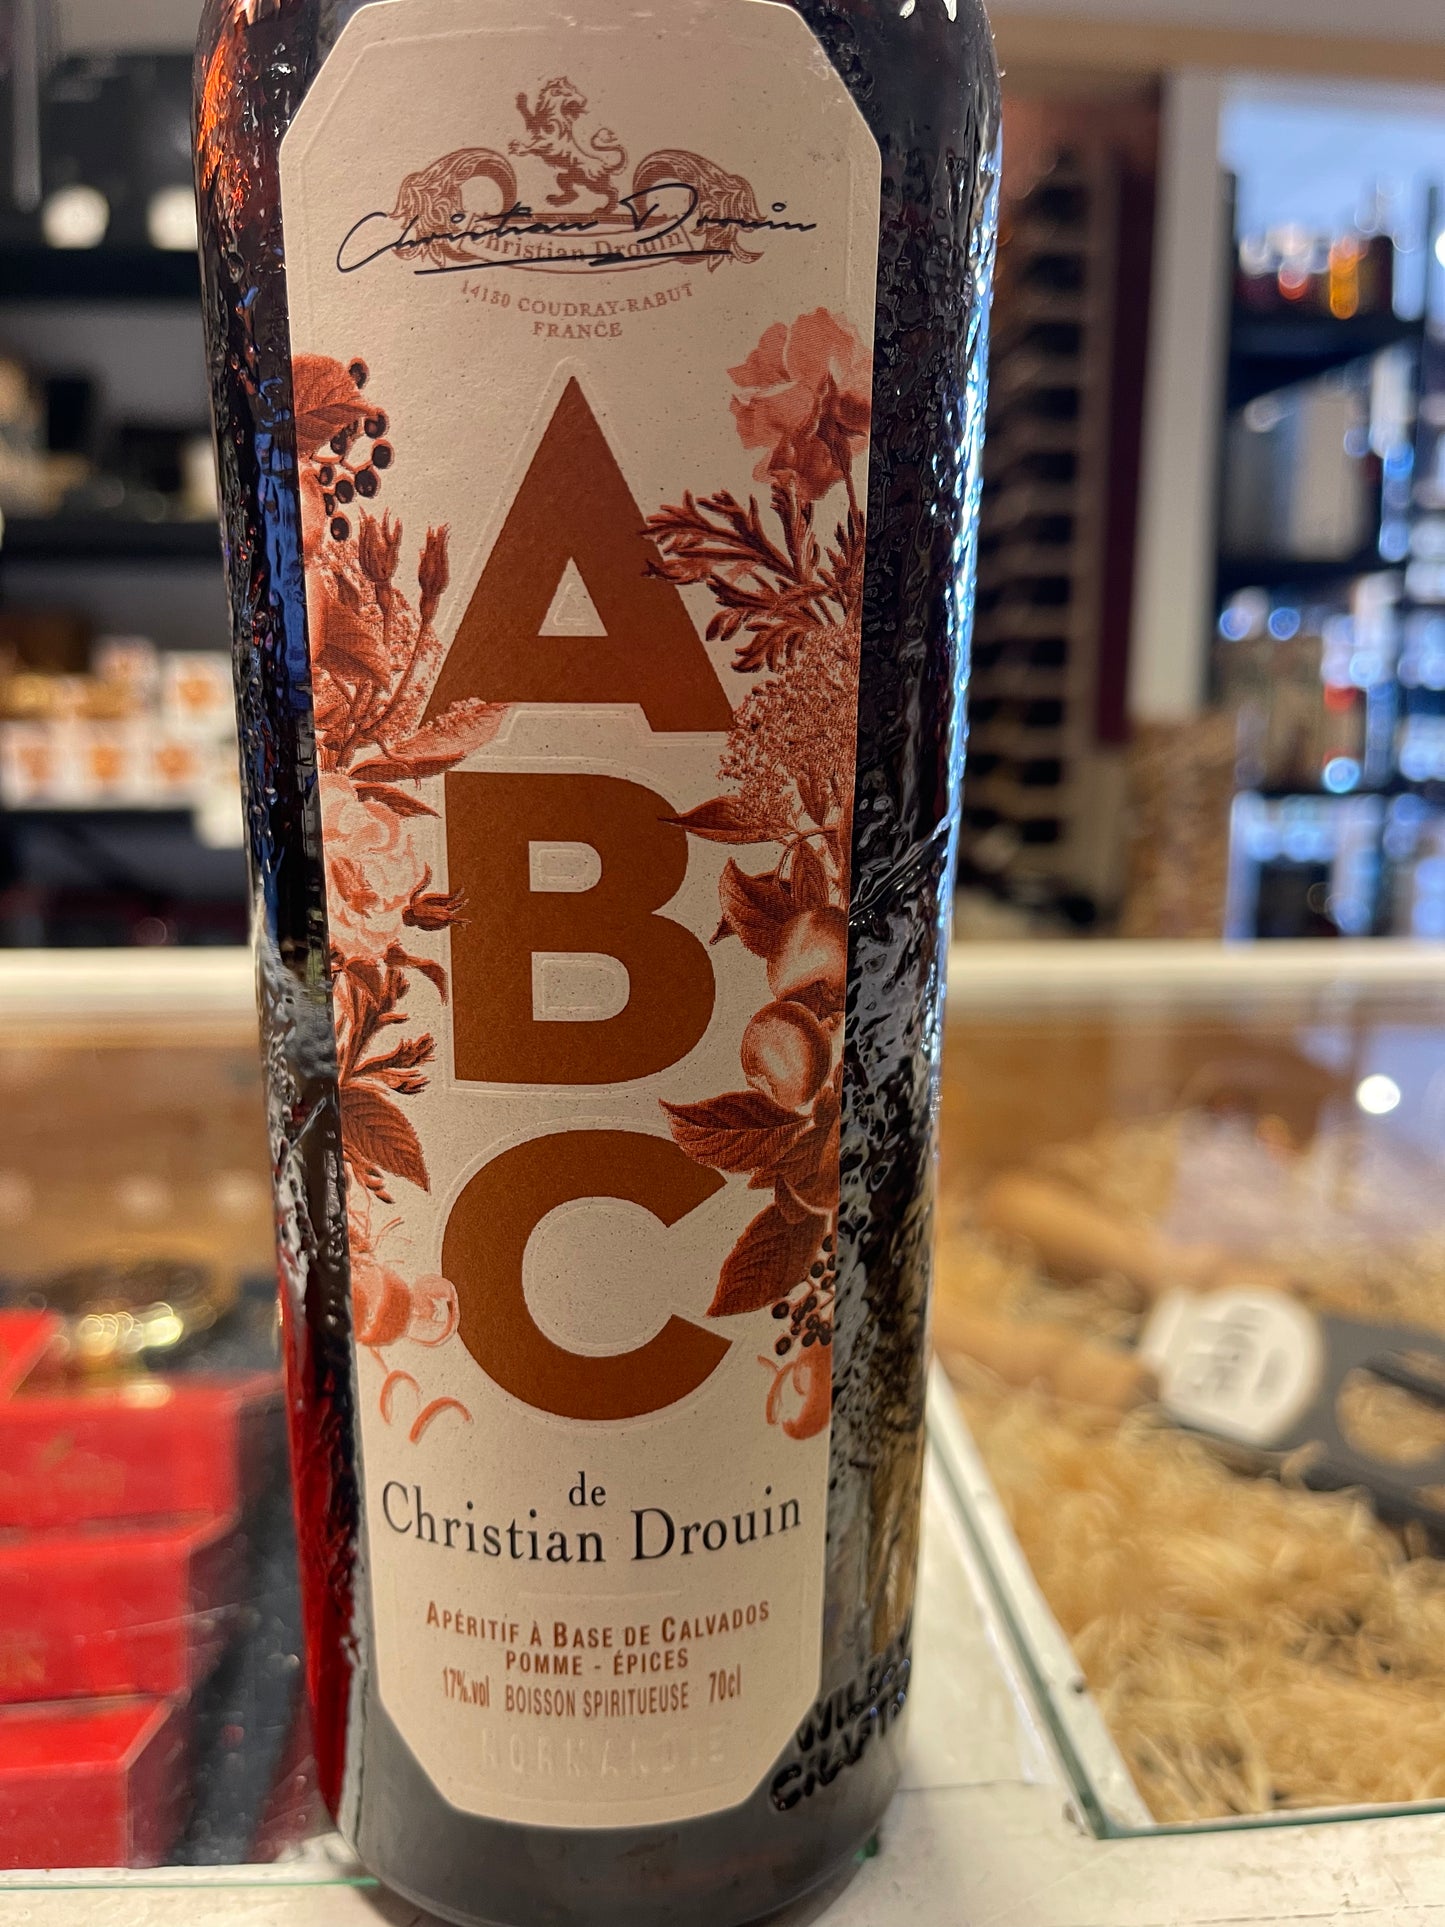 Christian Drouin
Christian Drouin
14130 COUDRAY-RABUT
FRANCE
A
B
C
de
Christian Drouin
APÉRITIF À BASE DE CALVADOS
POMME - ÉPICES
17%.vol BOISSON SPIRITUEUSE 70cl
NORMANDIE